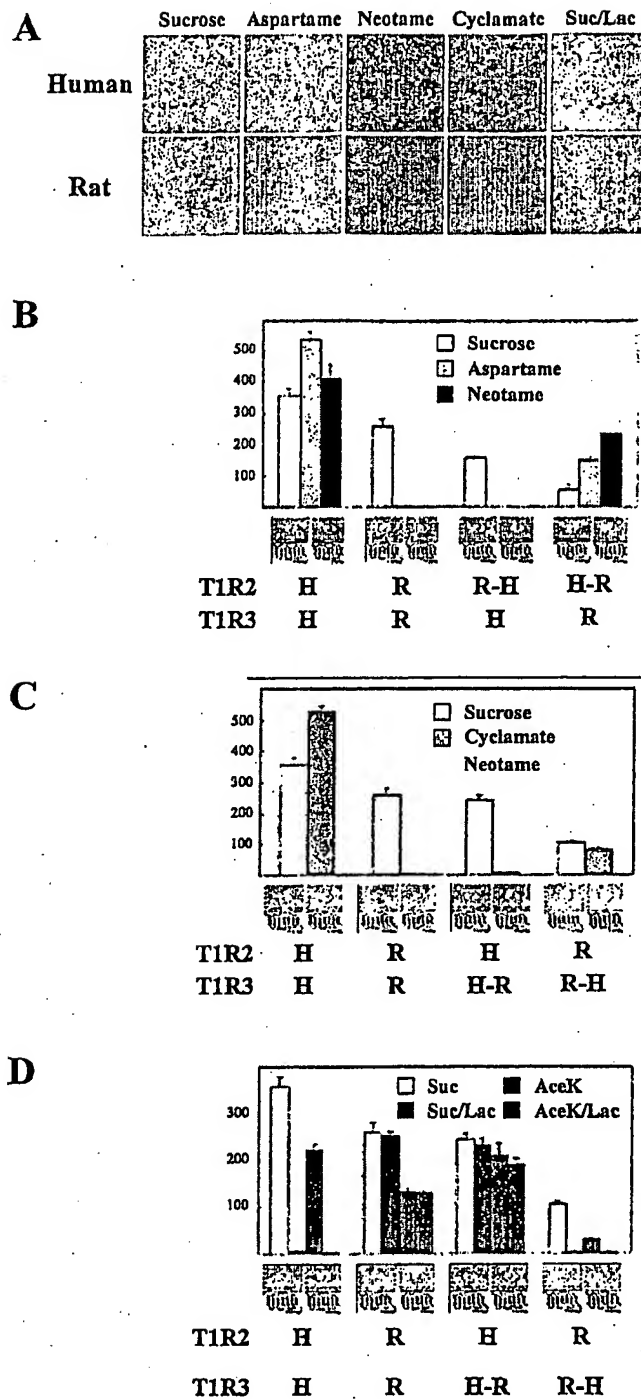 A
Sucrose Aspartame Neotame Cyclamate Suc/Lac
Human
Rat
B
500
400
300
200
100
Sucrose
Aspartame
Neotame
T1R2 H R R-H H-R
T1R3 H R H R
C
500
400
300
200
100
Sucrose
Cyclamate
Neotame
T1R2 H R H R
T1R3 H R H-R R-H
D
300
200
100
Suc AceK
Suc/Lac AceK/Lac
T1R2 H R H R
T1R3 H R H-R R-H